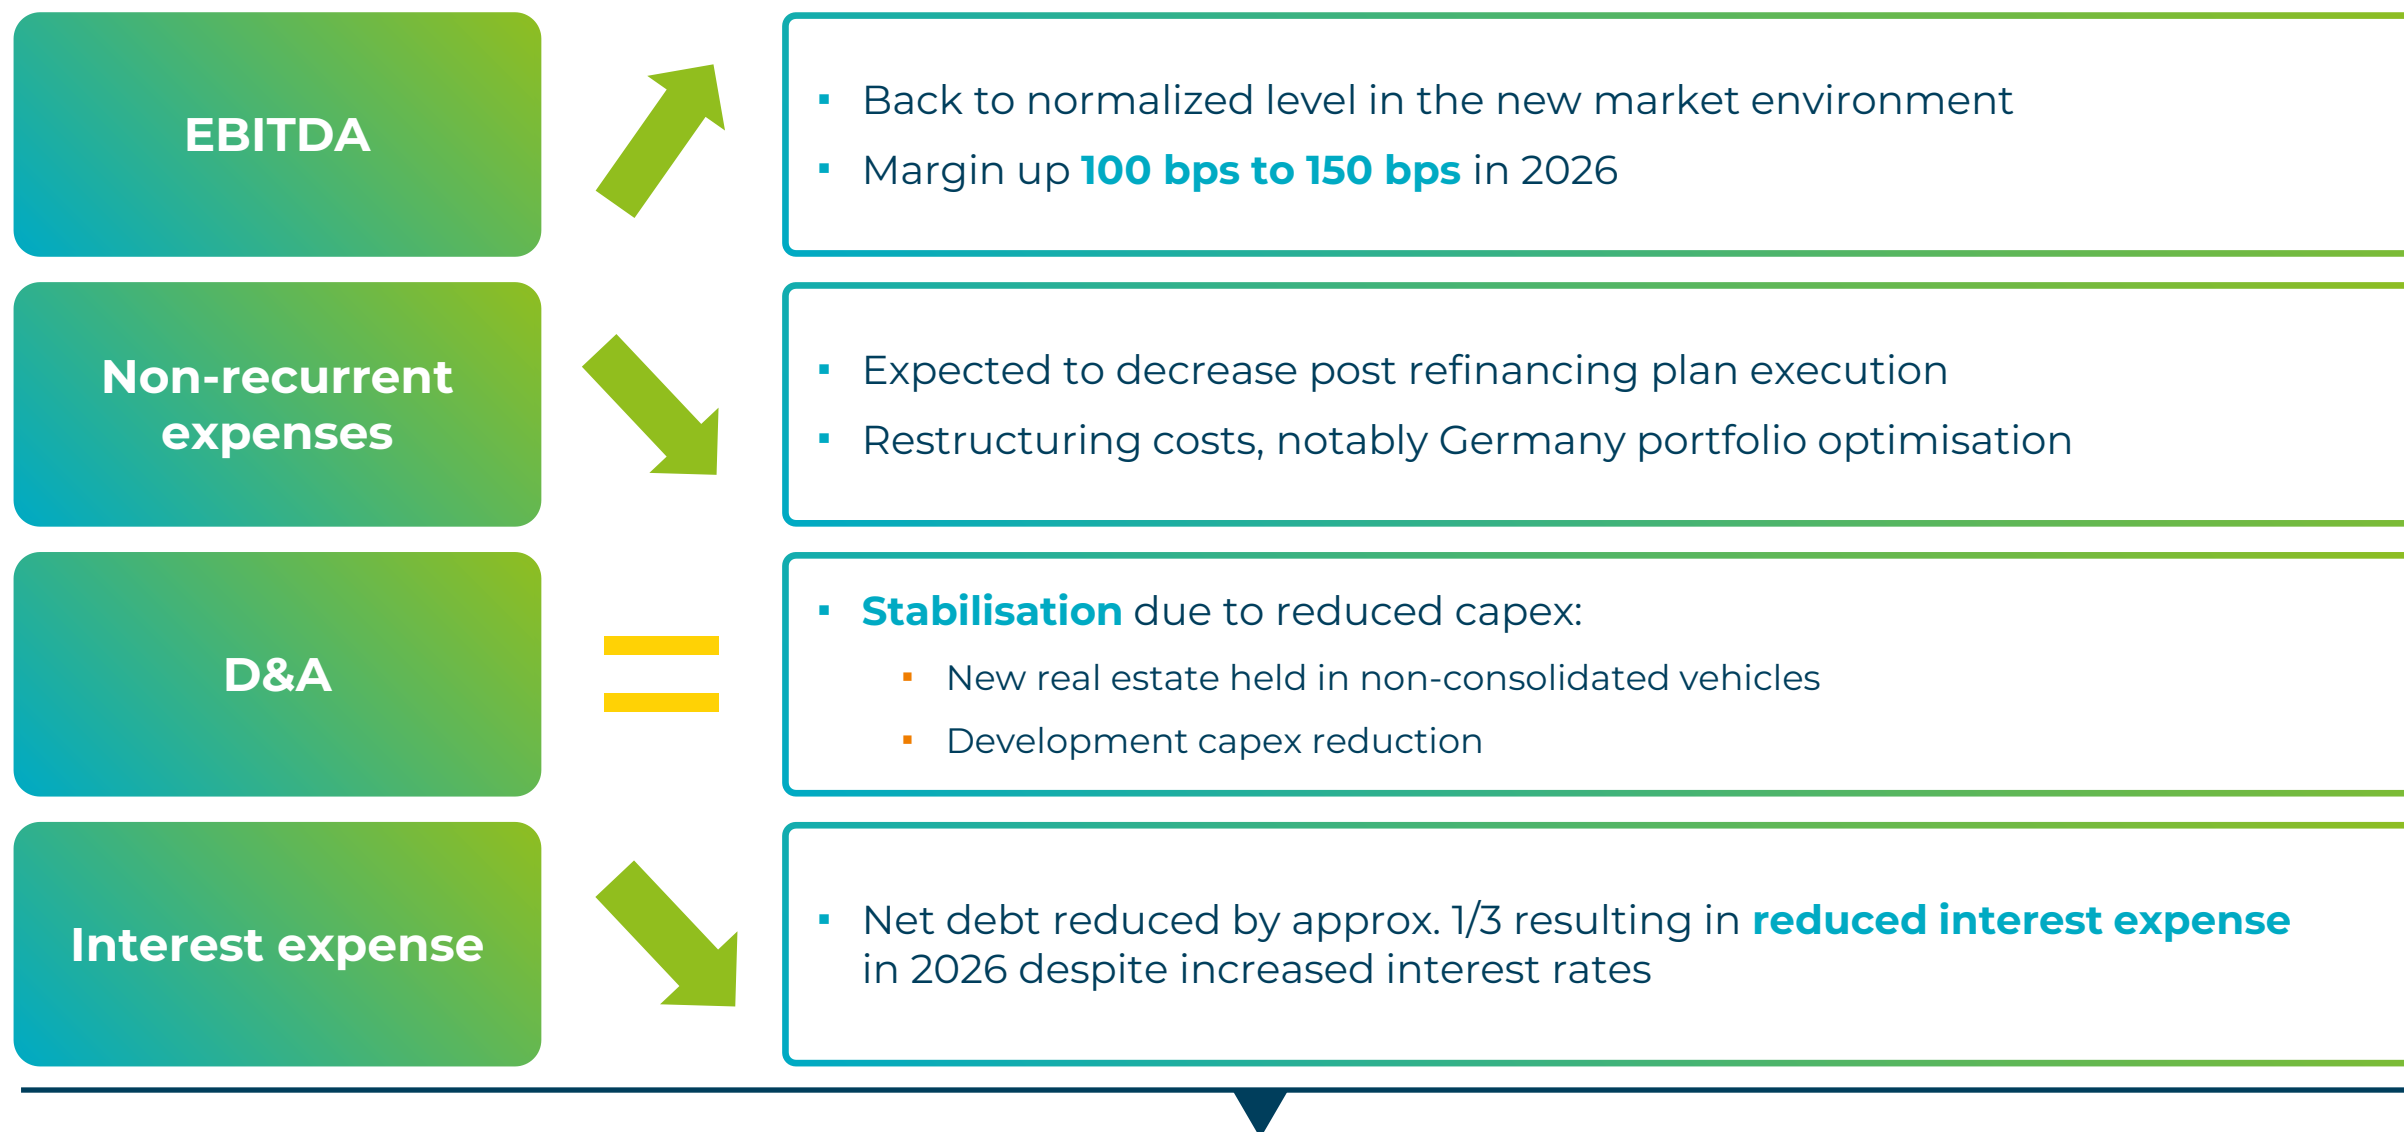 EBITDA
▪ Back to normalized level in the new market environment
▪ Margin up 100 bps to 150 bps in 2026
Non-recurrent
expenses
▪ Expected to decrease post refinancing plan execution
▪ Restructuring costs, notably Germany portfolio optimisation
D&A
▪ Stabilisation due to reduced capex:
▪ New real estate held in non-consolidated vehicles
▪ Development capex reduction
Interest expense
▪ Net debt reduced by approx. 1/3 resulting in reduced interest expense
in 2026 despite increased interest rates